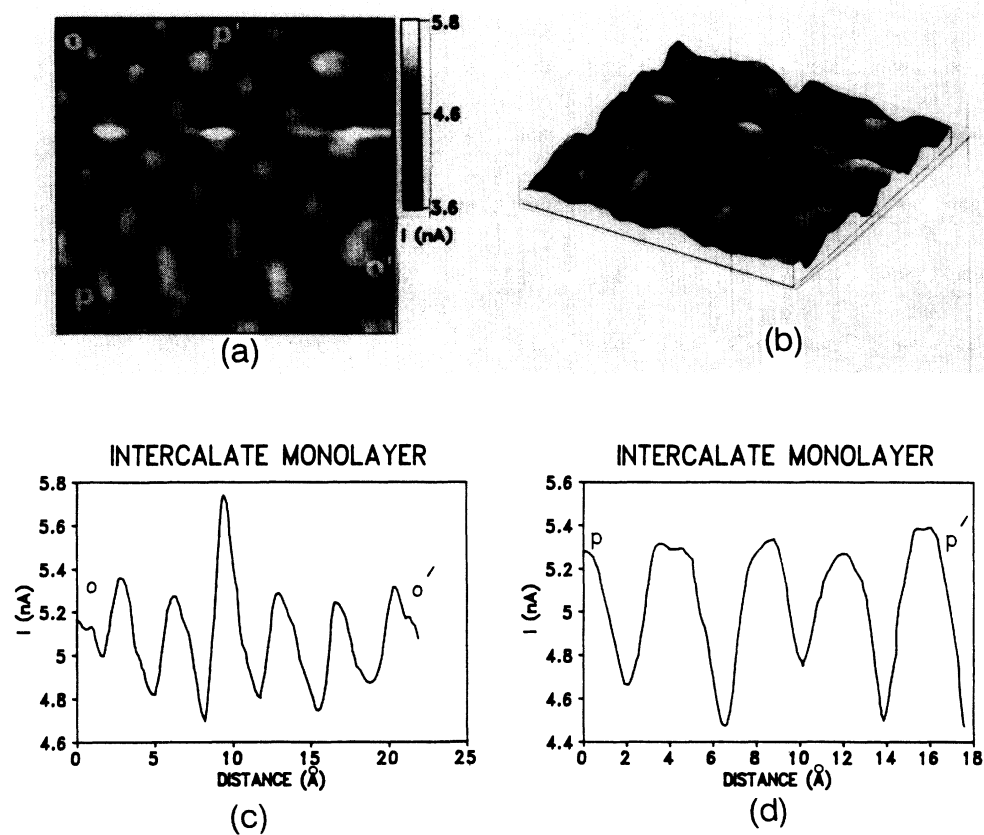 o
p'
5.8
4.6
3.6
I (nA)
p
o'
(a)
(b)
INTERCALATE MONOLAYER
5.8
5.6
5.4
5.2
5
4.8
4.6
I (nA)
o
o'
0
5
10
15
20
25
DISTANCE (Å)
(c)
INTERCALATE MONOLAYER
5.6
5.4
5.2
5
4.8
4.6
4.4
I (nA)
p
p'
0
2
4
6
8
10
12
14
16
18
DISTANCE (Å)
(d)